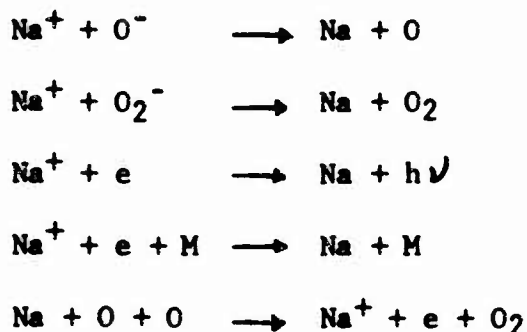 Na⁺ + O⁻ → Na + O
Na⁺ + O₂⁻ → Na + O₂
Na⁺ + e → Na + hν
Na⁺ + e + M → Na + M
Na + O + O → Na⁺ + e + O₂